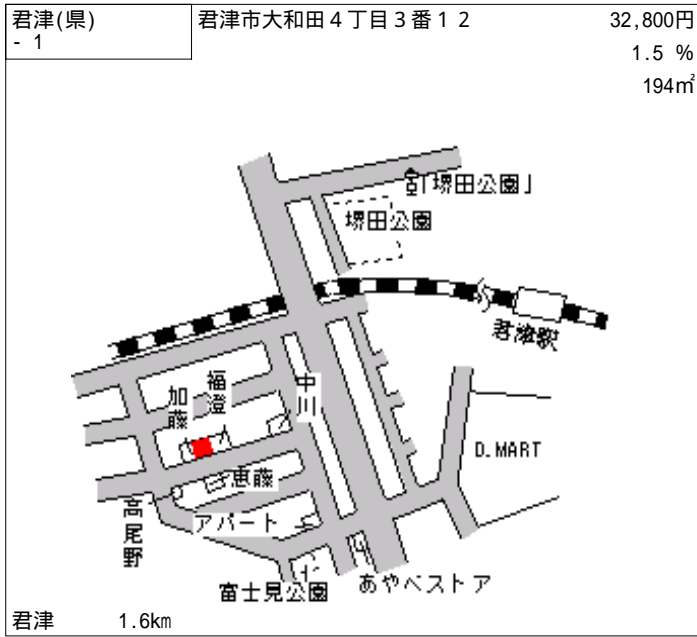 君津(県)
- 1
君津市大和田４丁目３番１２
32,800円
1.5 %
194㎡
「堺田公園」
堺田公園
君津駅
福澄
加藤
中川
D.MART
恵藤
高尾野
アパート
あやべストア
富士見公園
君津 1.6km